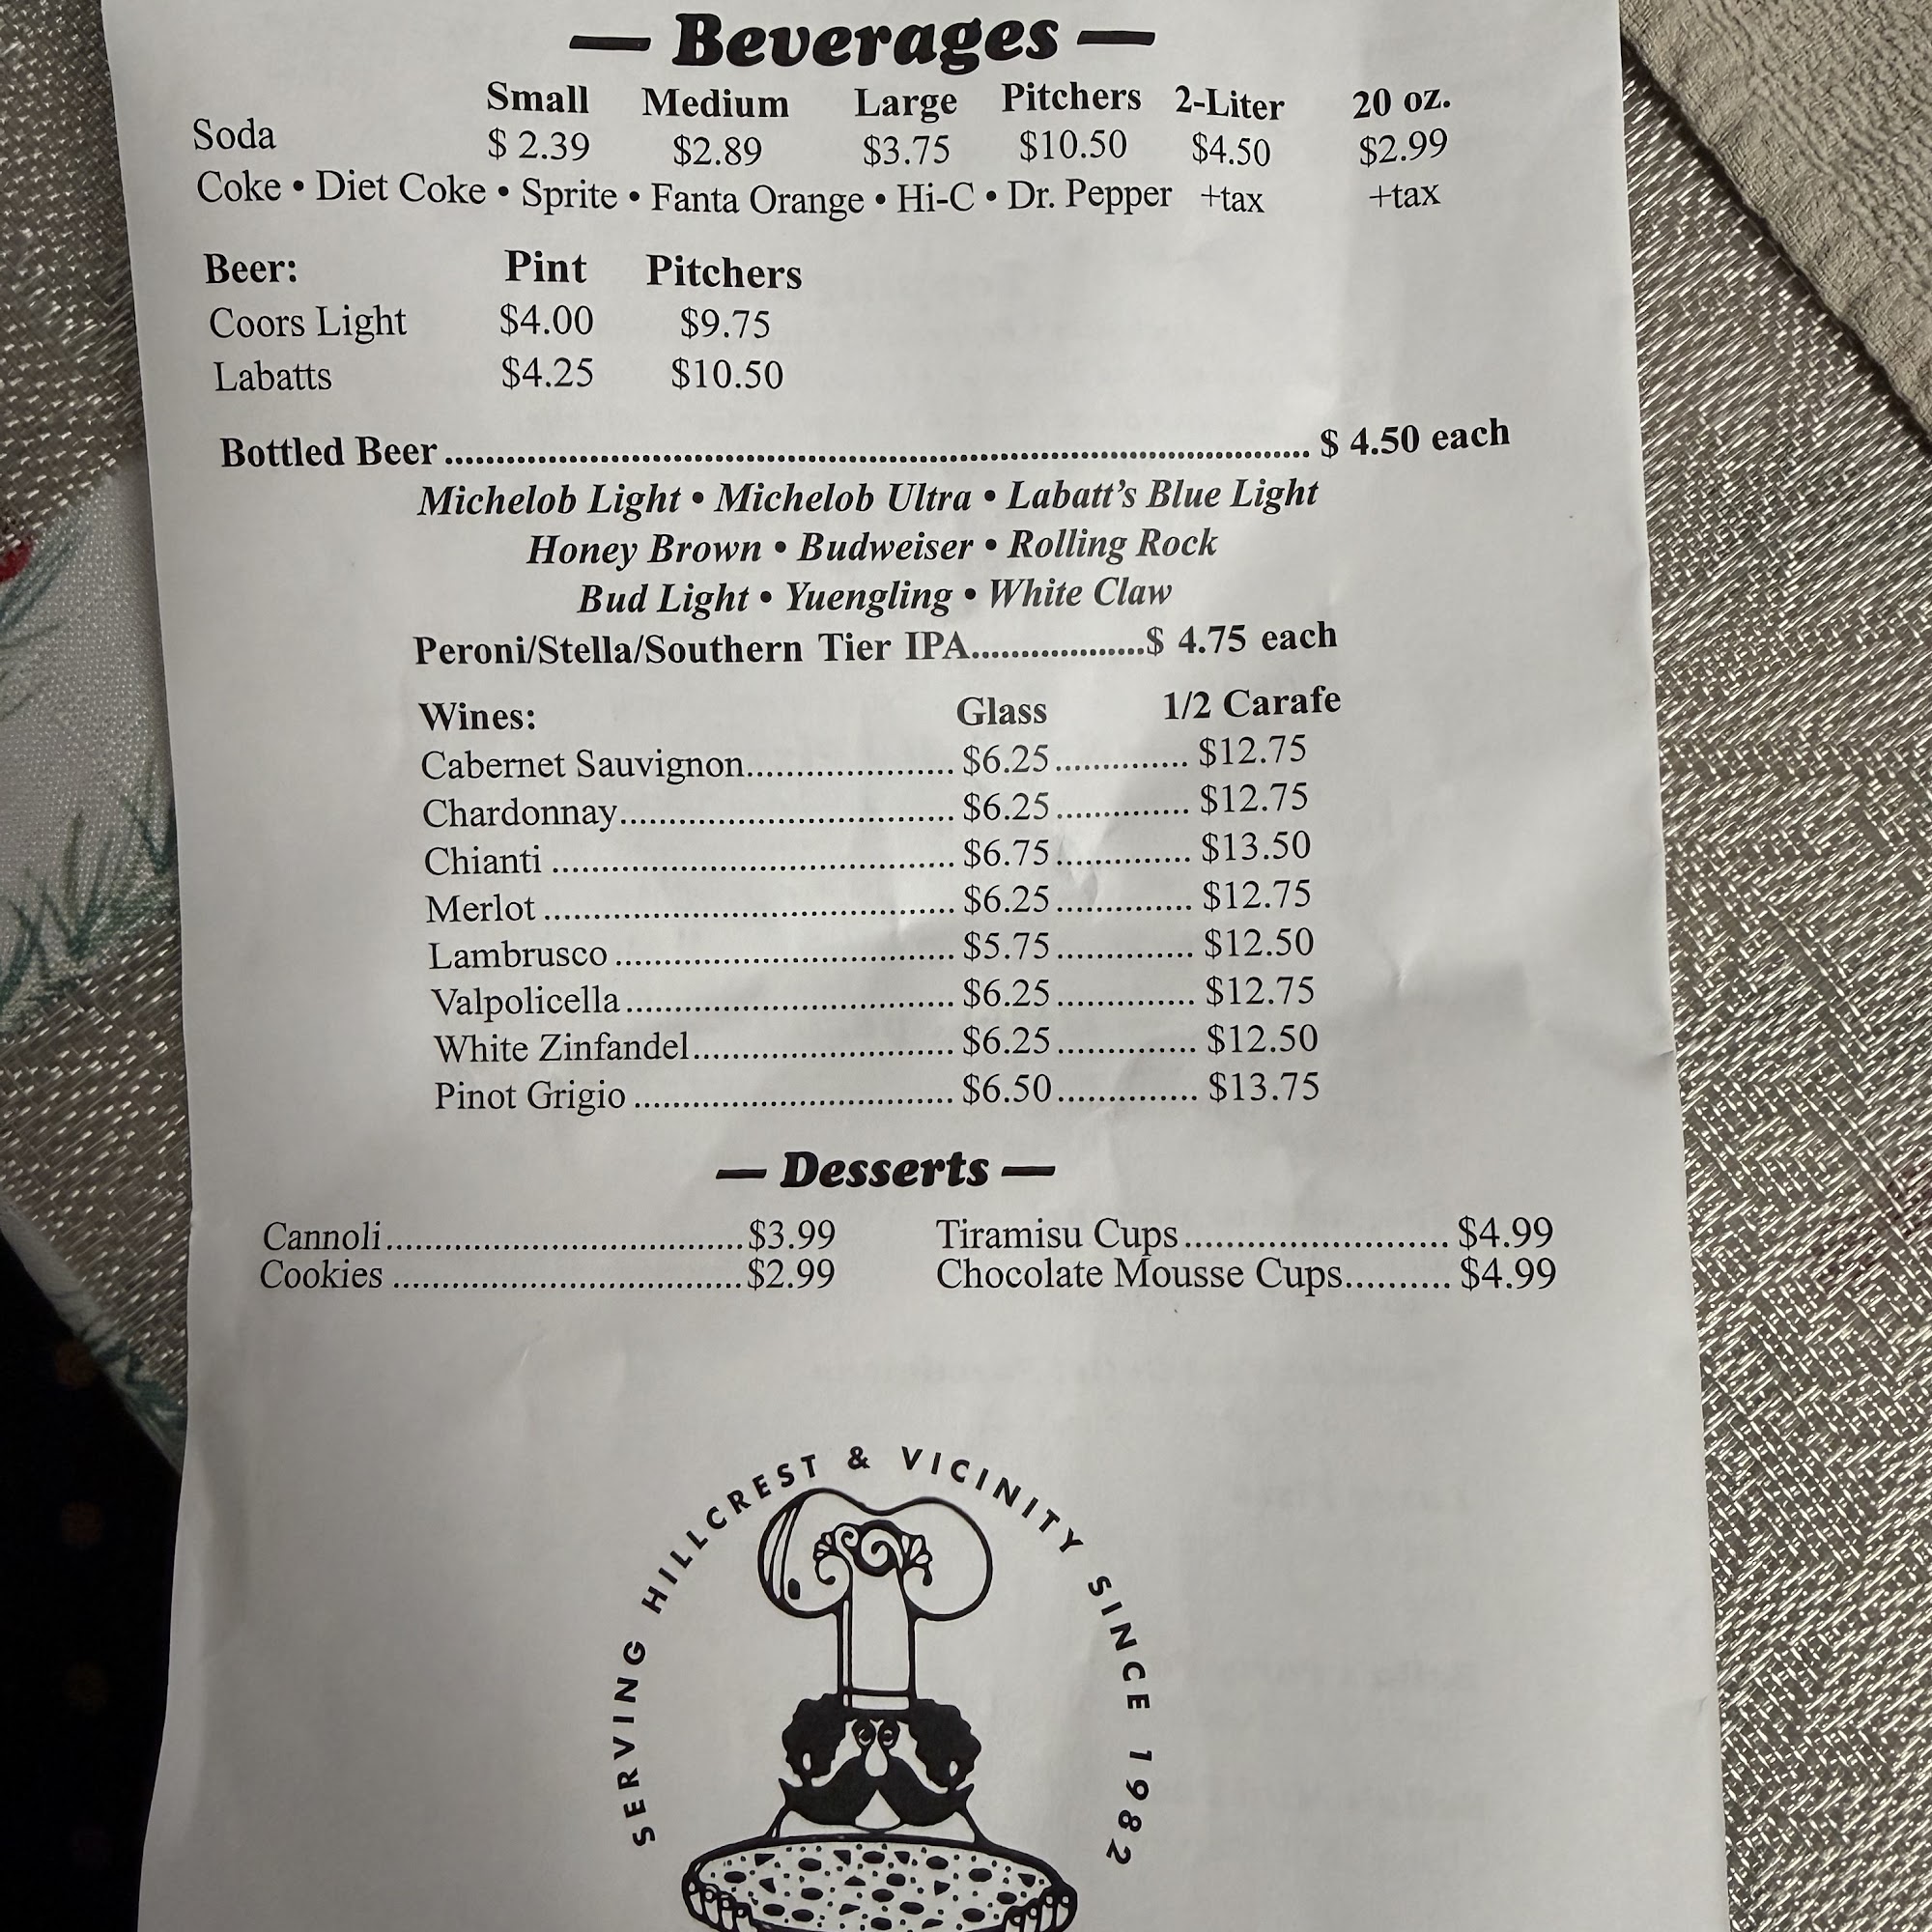 — Beverages —
Small Medium Large Pitchers 2-Liter 20 oz.
Soda $ 2.39 $2.89 $3.75 $10.50 $4.50 $2.99
Coke • Diet Coke • Sprite • Fanta Orange • Hi-C • Dr. Pepper +tax +tax
Beer: Pint Pitchers
Coors Light $4.00 $9.75
Labatts $4.25 $10.50
Bottled Beer.......................................................................................$ 4.50 each
Michelob Light • Michelob Ultra • Labatt's Blue Light
Honey Brown • Budweiser • Rolling Rock
Bud Light • Yuengling • White Claw
Peroni/Stella/Southern Tier IPA..................$ 4.75 each
Wines: Glass 1/2 Carafe
Cabernet Sauvignon..................... $6.25.............. $12.75
Chardonnay.................................. $6.25.............. $12.75
Chianti ......................................... $6.75.............. $13.50
Merlot .......................................... $6.25.............. $12.75
Lambrusco ................................... $5.75.............. $12.50
Valpolicella .................................. $6.25.............. $12.75
White Zinfandel........................... $6.25.............. $12.50
Pinot Grigio ................................. $6.50.............. $13.75
— Desserts —
Cannoli.....................................$3.99 Tiramisu Cups........................... $4.99
Cookies ....................................$2.99 Chocolate Mousse Cups........... $4.99
SERVING HILLCREST & VICINITY SINCE 1982